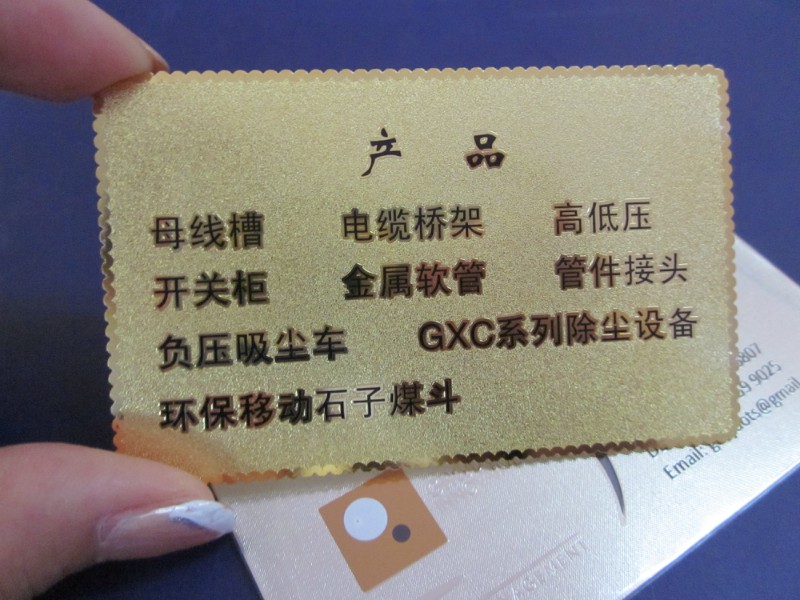 产 品
母线槽 电缆桥架 高低压
开关柜 金属软管 管件接头
负压吸尘车 GXC系列除尘设备
环保移动石子煤斗
9025
@gmail
Email: